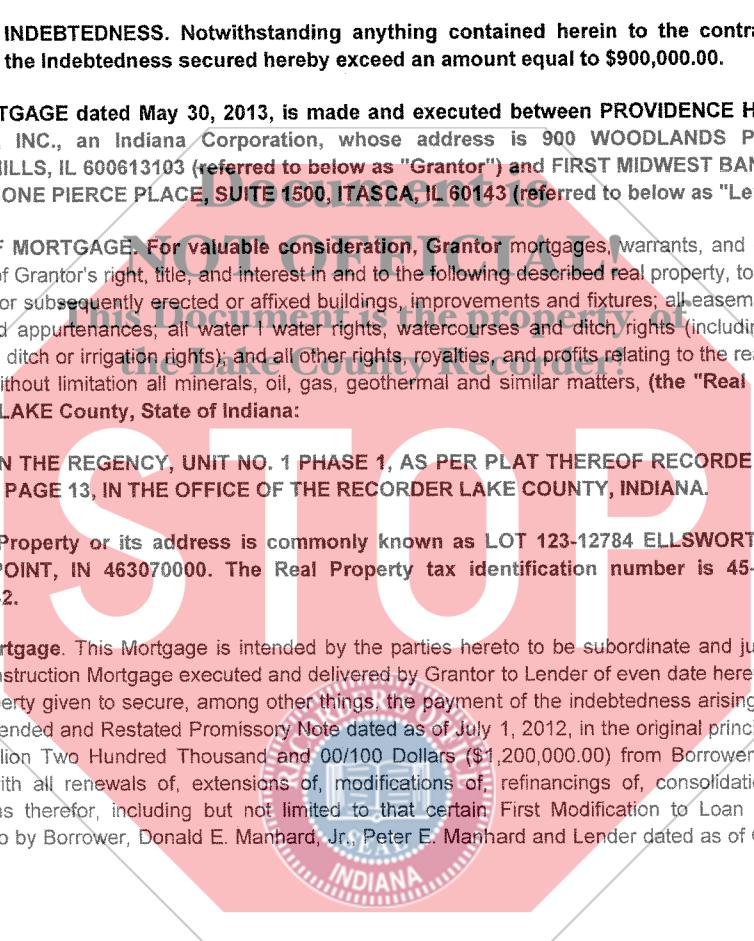 INDEBTEDNESS. Notwithstanding anything contained herein to the contra
the Indebtedness secured hereby exceed an amount equal to $900,000.00.
TGAGE dated May 30, 2013, is made and executed between PROVIDENCE H
INC., an Indiana Corporation, whose address is 900 WOODLANDS P
HILLS, IL 600613103 (referred to below as "Grantor") and FIRST MIDWEST BAN
ONE PIERCE PLACE, SUITE 1500, ITASCA, IL 60143 (referred to below as "Le
Document is
F MORTGAGE. For valuable consideration, Grantor mortgages, warrants, and
NOT OFFICIAL!
of Grantor's right, title, and interest in and to the following described real property, to
or subsequently erected or affixed buildings, improvements and fixtures; all easem
This Document is the property of
d appurtenances; all water l water rights, watercourses and ditch rights (includin
ditch or irrigation rights); and all other rights, royalties, and profits relating to the rea
the Lake County Recorder!
ithout limitation all minerals, oil, gas, geothermal and similar matters, (the "Real
LAKE County, State of Indiana:
STOP
N THE REGENCY, UNIT NO. 1 PHASE 1, AS PER PLAT THEREOF RECORDE
PAGE 13, IN THE OFFICE OF THE RECORDER LAKE COUNTY, INDIANA.
Property or its address is commonly known as LOT 123-12784 ELLSWORT
POINT, IN 463070000. The Real Property tax identification number is 45-
2.
rtgage. This Mortgage is intended by the parties hereto to be subordinate and ju
nstruction Mortgage executed and delivered by Grantor to Lender of even date here
erty given to secure, among other things, the payment of the indebtedness arising
ended and Restated Promissory Note dated as of July 1, 2012, in the original princi
llion Two Hundred Thousand and 00/100 Dollars ($1,200,000.00) from Borrower
ith all renewals of, extensions of, modifications of, refinancings of, consolidati
s therefor, including but not limited to that certain First Modification to Loan
o by Borrower, Donald E. Manhard, Jr., Peter E. Manhard and Lender dated as of
SEAL
INDIANA